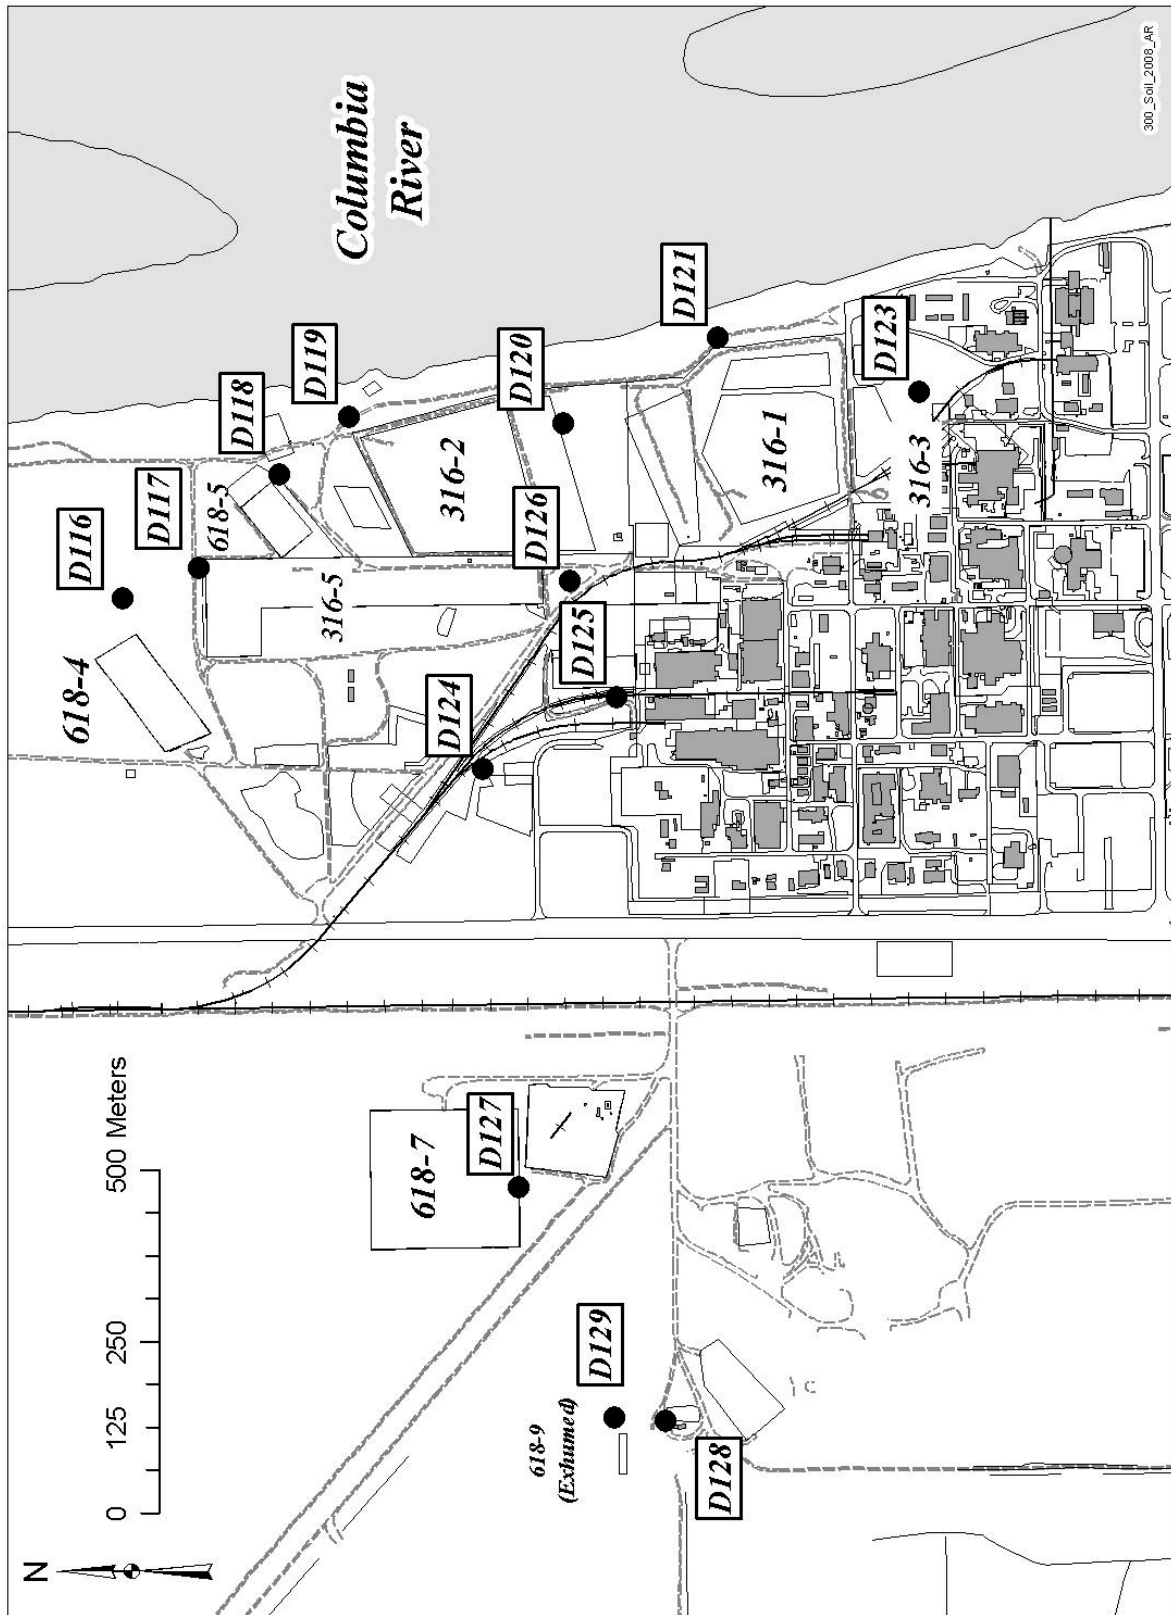 N
0 125 250 500 Meters
618-4
D116
D117
618-5
D118
D119
Columbia
River
316-5
316-2
D124
D126
D120
D125
D121
316-1
D123
316-3
618-7
D127
618-9
(Exhumed)
D129
D128
300_Soil_2008_AR